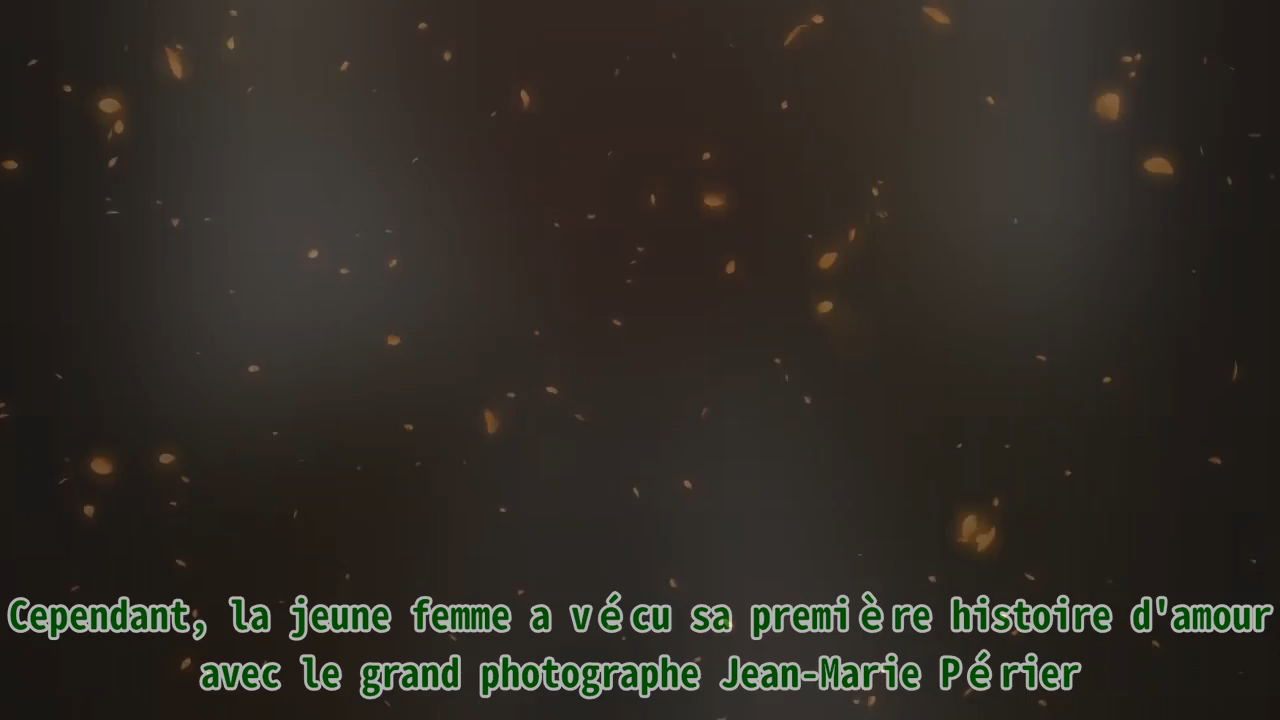 Cependant, la jeune femme a vécu sa première histoire d'amour
avec le grand photographe Jean-Marie Périer